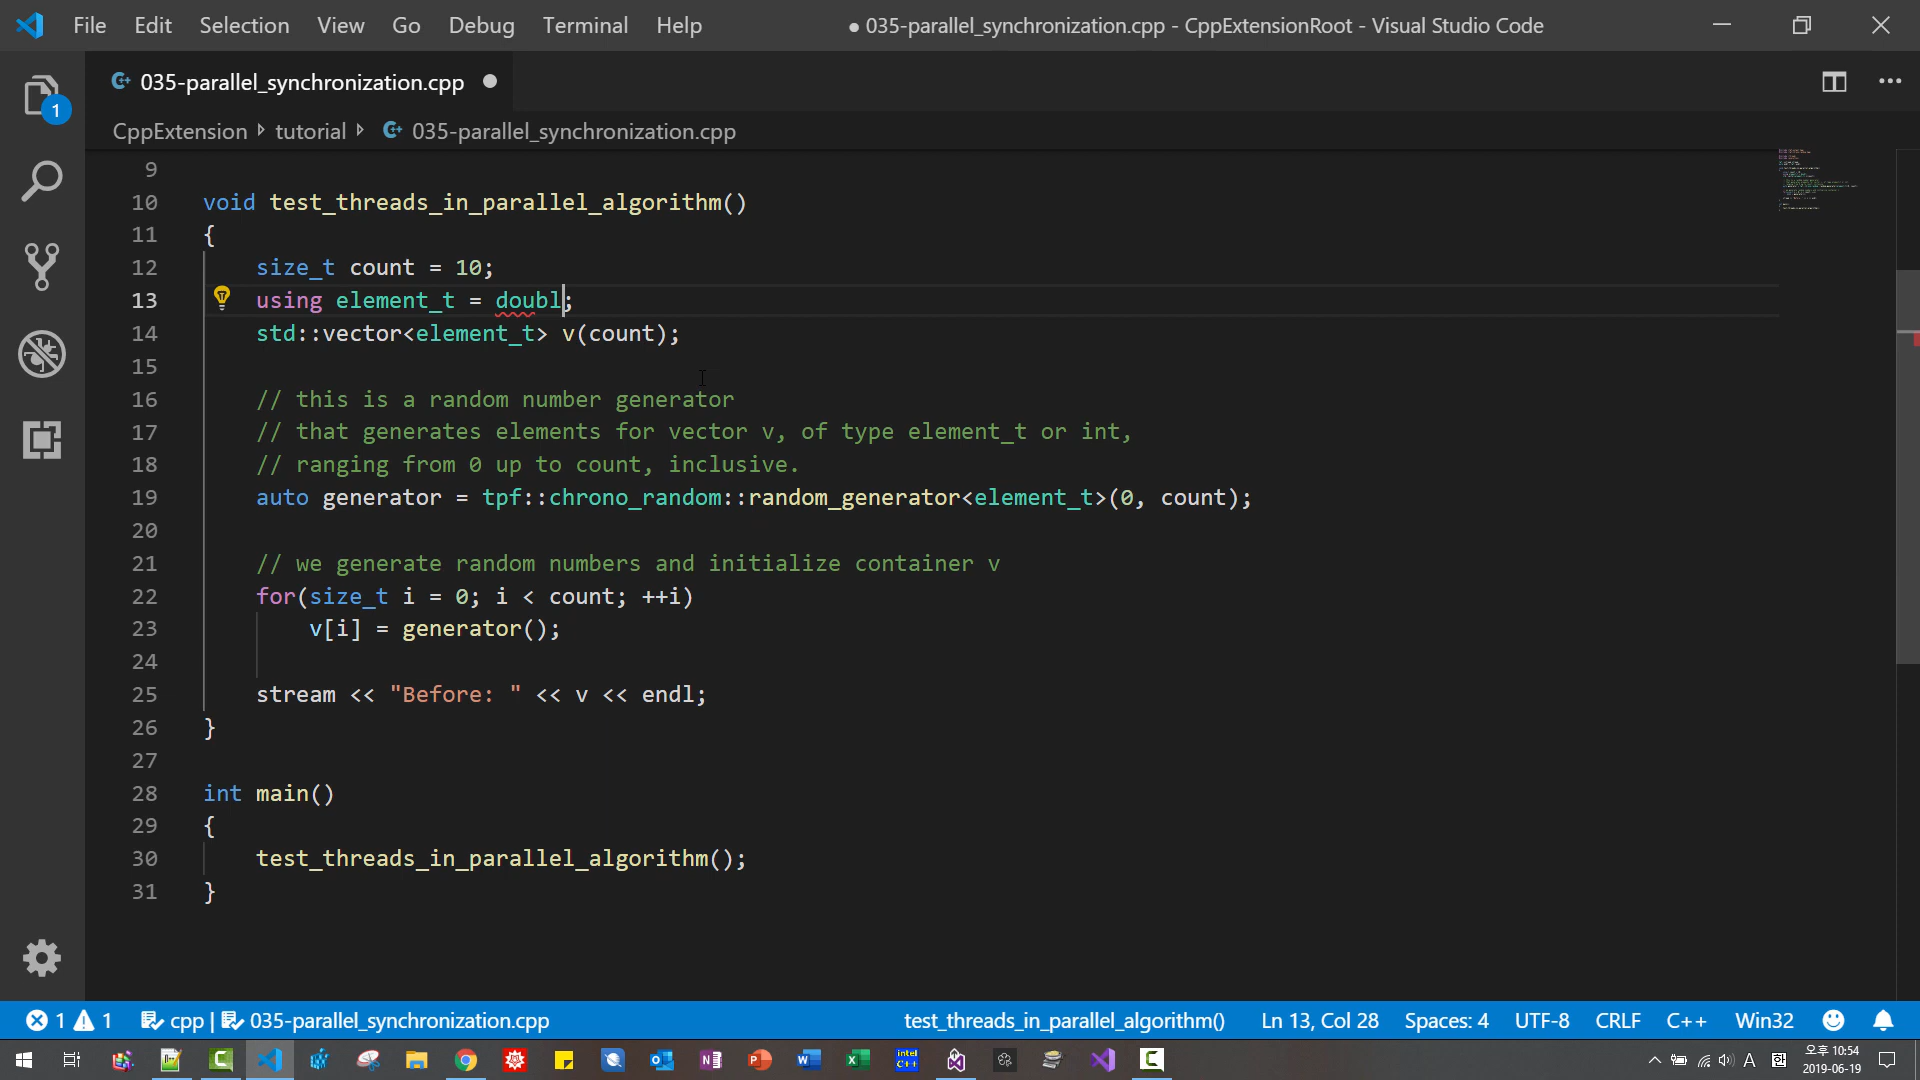 File Edit Selection View Go Debug Terminal Help
● 035-parallel_synchronization.cpp - CppExtensionRoot - Visual Studio Code
1
035-parallel_synchronization.cpp
CppExtension tutorial 035-parallel_synchronization.cpp
9
10 void test_threads_in_parallel_algorithm()
11 {
12 size_t count = 10;
13 using element_t = doubl;
14 std::vector<element_t> v(count);
15
16 // this is a random number generator
17 // that generates elements for vector v, of type element_t or int,
18 // ranging from 0 up to count, inclusive.
19 auto generator = tpf::chrono_random::random_generator<element_t>(0, count);
20
21 // we generate random numbers and initialize container v
22 for(size_t i = 0; i < count; ++i)
23 v[i] = generator();
24
25 stream << "Before: " << v << endl;
26 }
27
28 int main()
29 {
30 test_threads_in_parallel_algorithm();
31 }
1 1 cpp | 035-parallel_synchronization.cpp test_threads_in_parallel_algorithm() Ln 13, Col 28 Spaces: 4 UTF-8 CRLF C++ Win32
intel C++
A
오후 10:54
2019-06-19